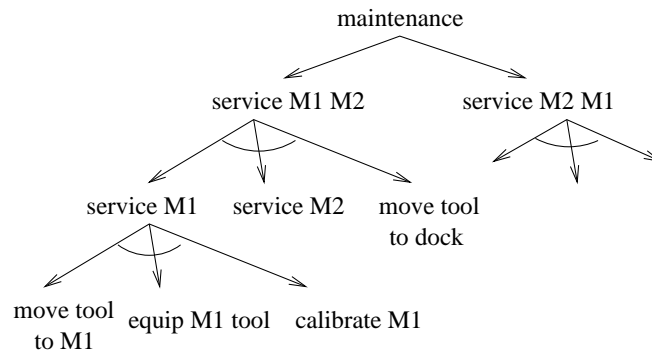 maintenance
service M1 M2
service M2 M1
service M1
service M2
move tool
to dock
move tool
to M1
equip M1 tool
calibrate M1